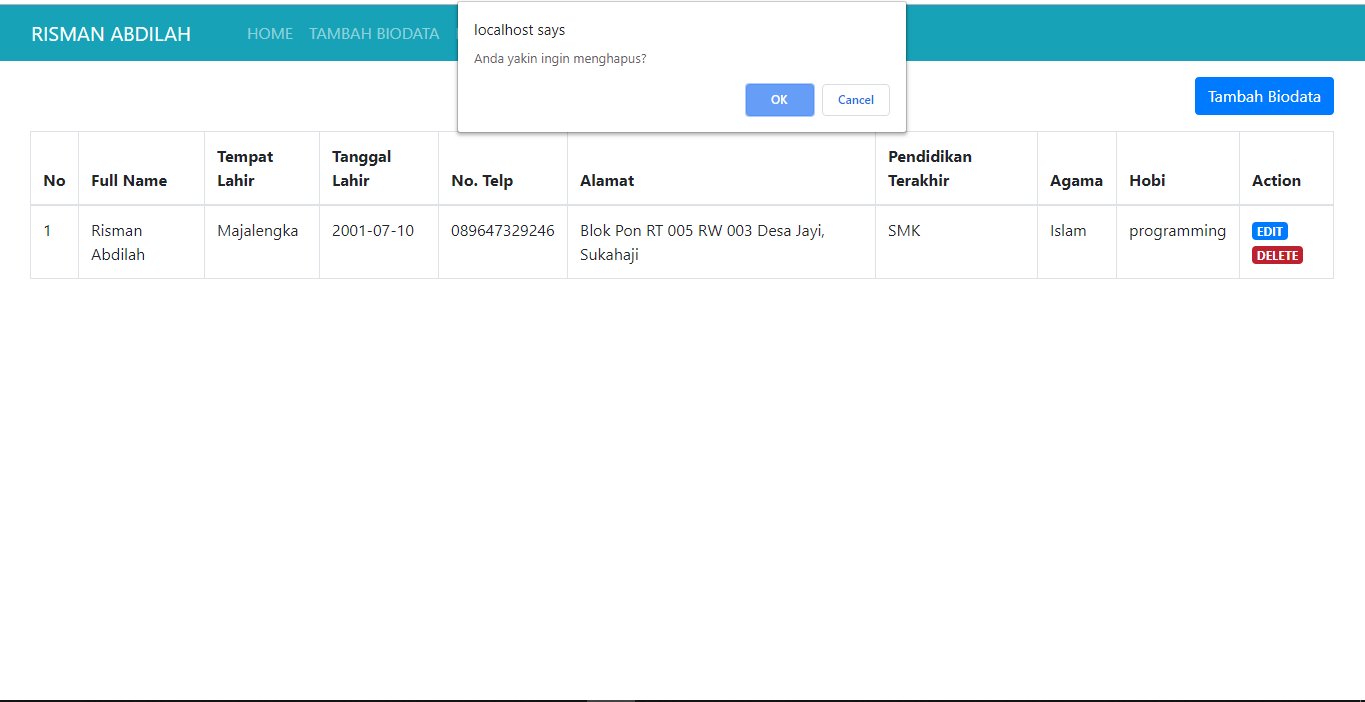 RISMAN ABDILAH
HOME
TAMBAH BIODATA
localhost says
Anda yakin ingin menghapus?
OK
Cancel
Tambah Biodata
No
Full Name
Tempat
Lahir
Tanggal
Lahir
No. Telp
Alamat
Pendidikan
Terakhir
Agama
Hobi
Action
1
Risman
Abdilah
Majalengka
2001-07-10
089647329246
Blok Pon RT 005 RW 003 Desa Jayi,
Sukahaji
SMK
Islam
programming
EDIT
DELETE